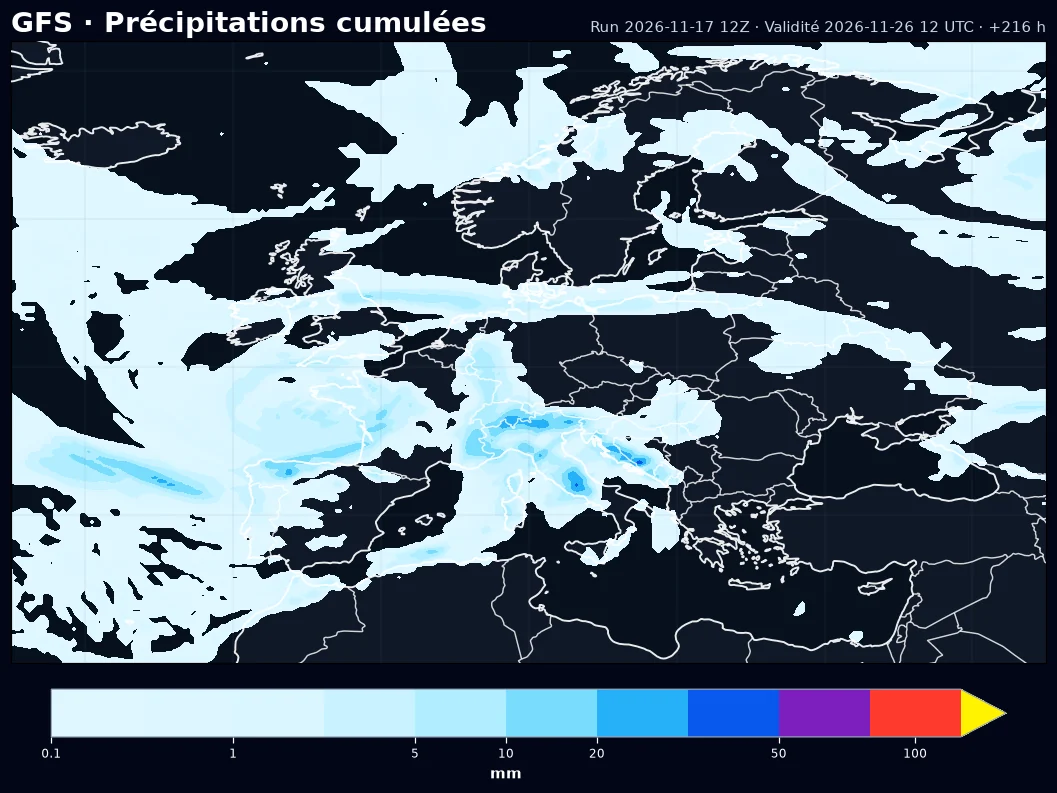 GFS · Précipitations cumulées
Run 2026-11-17 12Z · Validité 2026-11-26 12 UTC · +216 h
0.1 1 5 10 20 50 100
mm